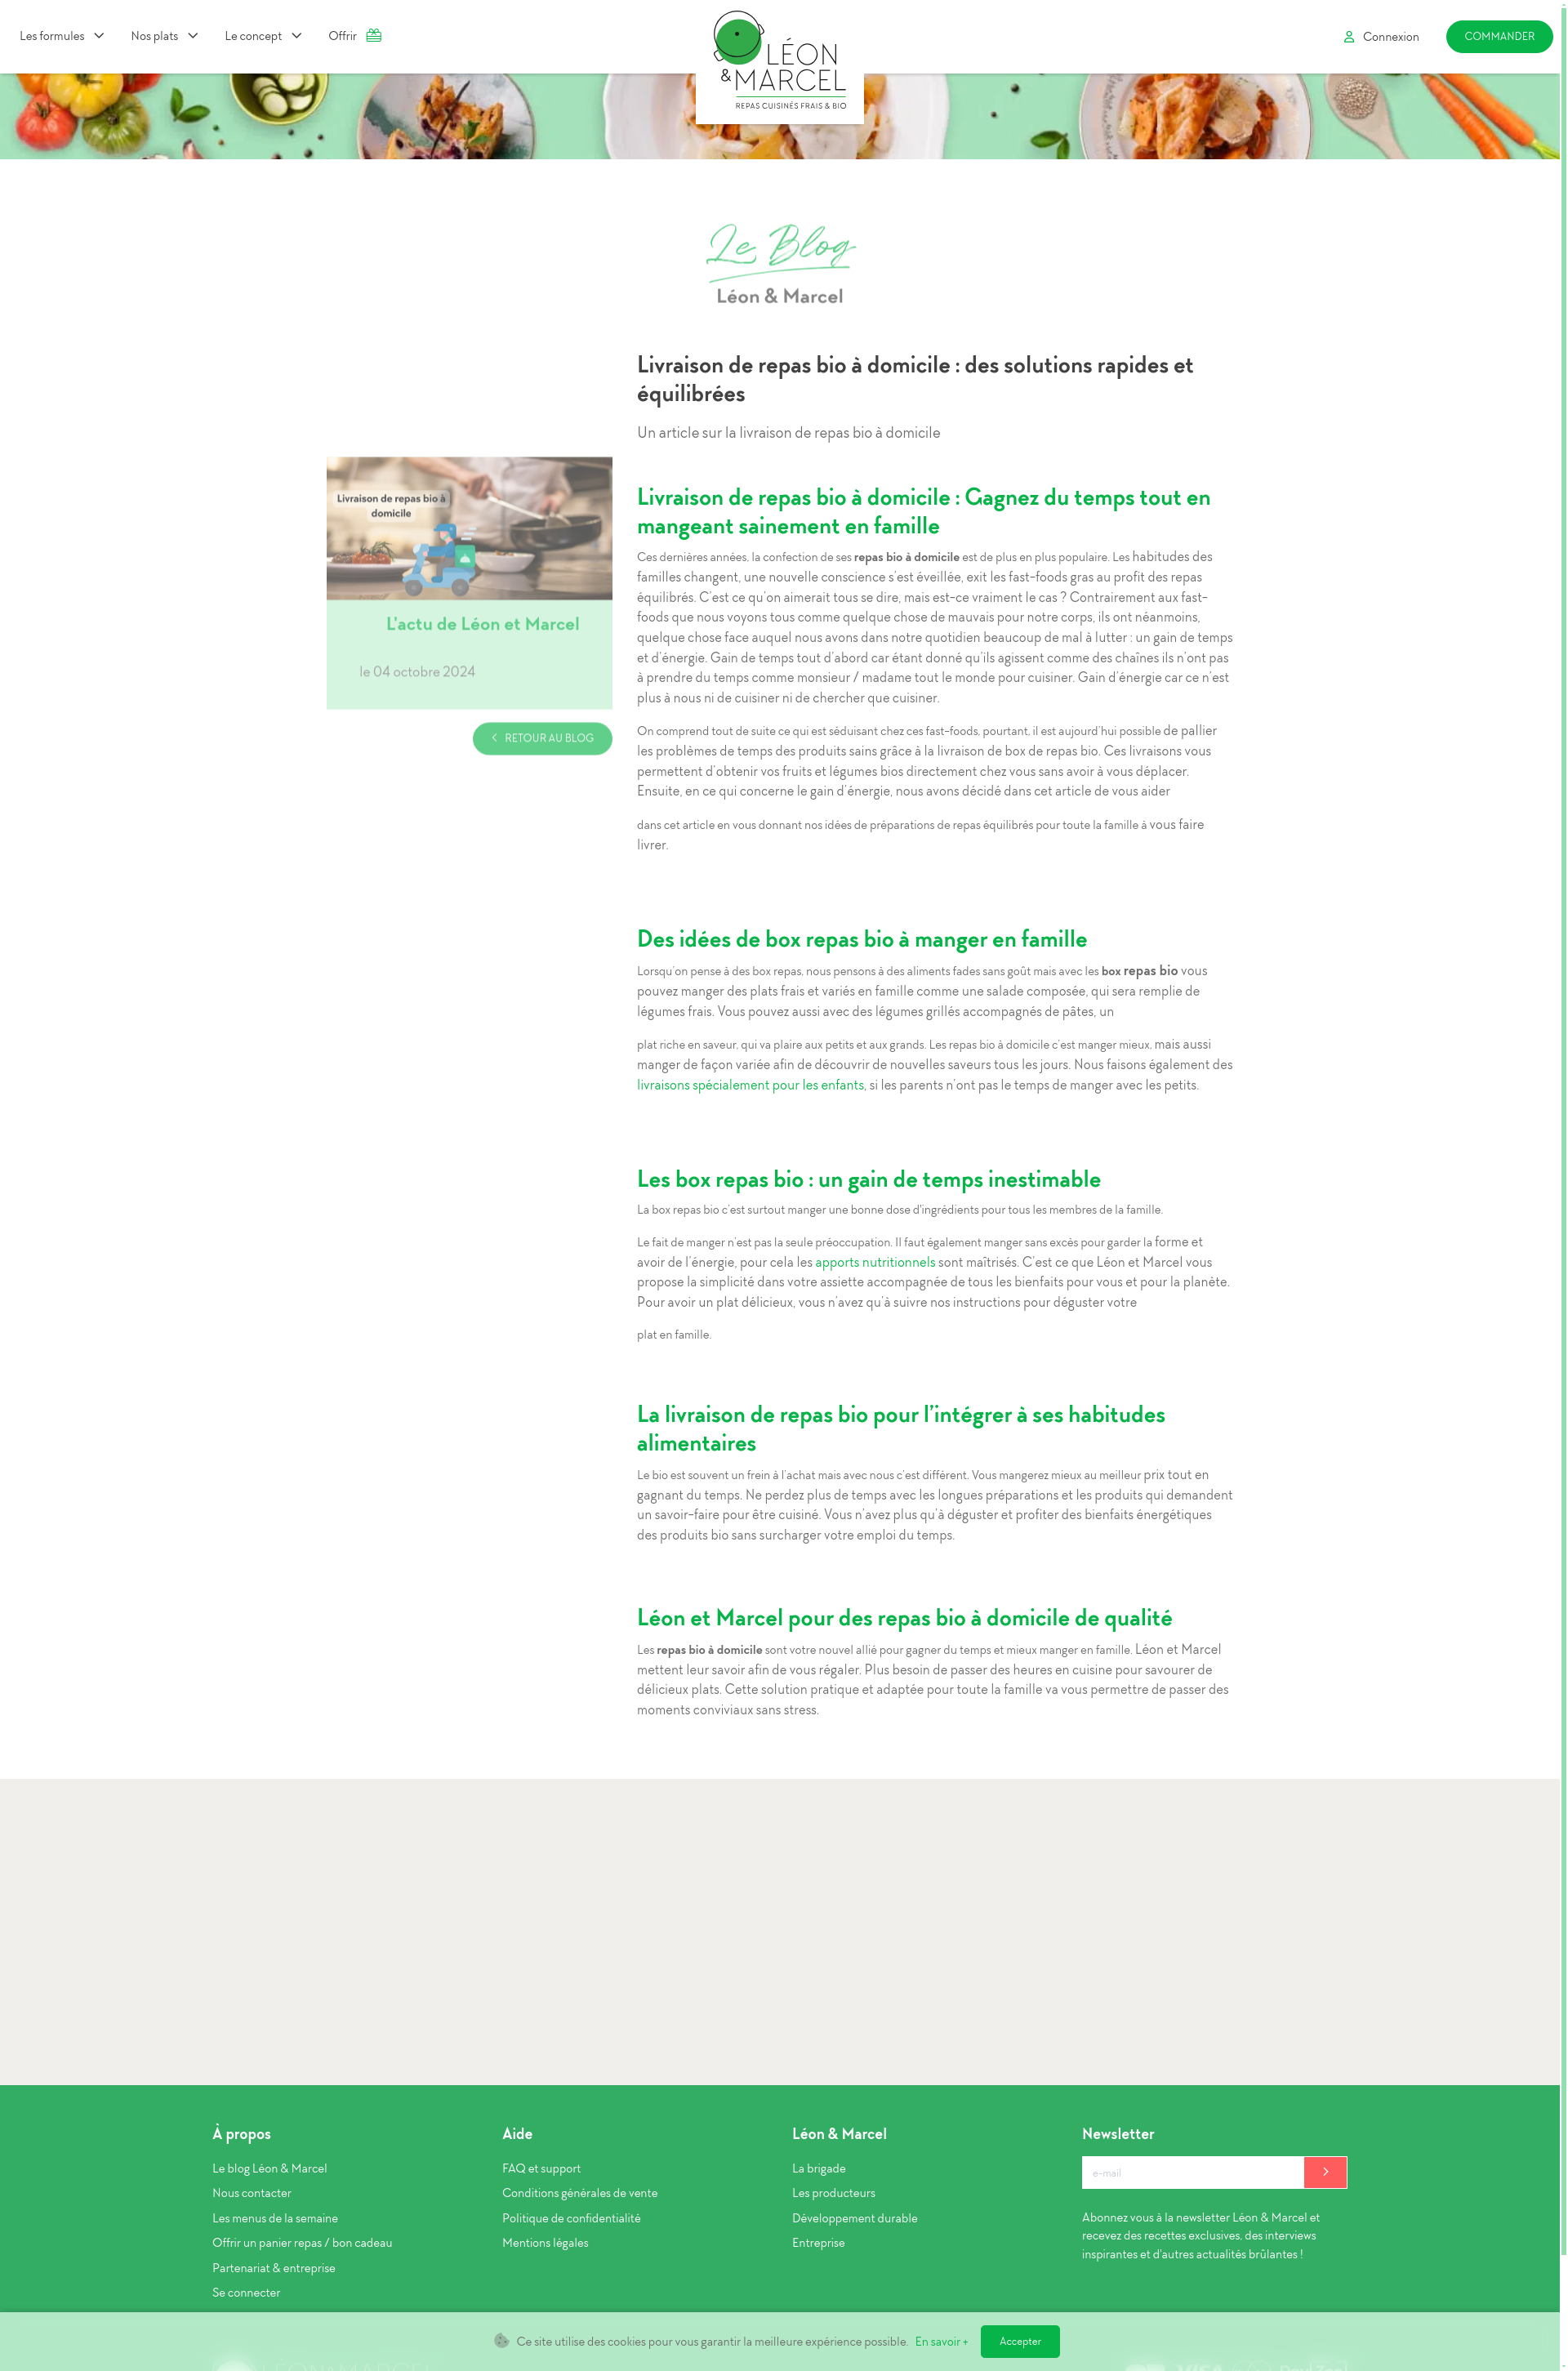 Les formules
Nos plats
Le concept
Offrir
LÉON
&MARCEL
REPAS CUISINÉS FRAIS & BIO
Connexion
COMMANDER
Le Blog
Léon & Marcel
Livraison de repas bio à domicile : des solutions rapides et
équilibrées
Un article sur la livraison de repas bio à domicile
Livraison de repas bio à
domicile
L'actu de Léon et Marcel
le 04 octobre 2024
RETOUR AU BLOG
Livraison de repas bio à domicile : Gagnez du temps tout en
mangeant sainement en famille
Ces dernières années, la confection de ses repas bio à domicile est de plus en plus populaire. Les habitudes des
familles changent, une nouvelle conscience s'est éveillée, exit les fast-foods gras au profit des repas
équilibrés. C'est ce qu'on aimerait tous se dire, mais est-ce vraiment le cas ? Contrairement aux fast-
foods que nous voyons tous comme quelque chose de mauvais pour notre corps, ils ont néanmoins,
quelque chose face auquel nous avons dans notre quotidien beaucoup de mal à lutter : un gain de temps
et d'énergie. Gain de temps tout d'abord car étant donné qu'ils agissent comme des chaînes ils n'ont pas
à prendre du temps comme monsieur / madame tout le monde pour cuisiner. Gain d'énergie car ce n'est
plus à nous ni de cuisiner ni de chercher que cuisiner.
On comprend tout de suite ce qui est séduisant chez ces fast-foods, pourtant, il est aujourd'hui possible de pallier
les problèmes de temps des produits sains grâce à la livraison de box de repas bio. Ces livraisons vous
permettent d'obtenir vos fruits et légumes bios directement chez vous sans avoir à vous déplacer.
Ensuite, en ce qui concerne le gain d'énergie, nous avons décidé dans cet article de vous aider
dans cet article en vous donnant nos idées de préparations de repas équilibrés pour toute la famille à vous faire
livrer.
Des idées de box repas bio à manger en famille
Lorsqu'on pense à des box repas, nous pensons à des aliments fades sans goût mais avec les box repas bio vous
pouvez manger des plats frais et variés en famille comme une salade composée, qui sera remplie de
légumes frais. Vous pouvez aussi avec des légumes grillés accompagnés de pâtes, un
plat riche en saveur, qui va plaire aux petits et aux grands. Les repas bio à domicile c'est manger mieux, mais aussi
manger de façon variée afin de découvrir de nouvelles saveurs tous les jours. Nous faisons également des
livraisons spécialement pour les enfants, si les parents n'ont pas le temps de manger avec les petits.
Les box repas bio : un gain de temps inestimable
La box repas bio c'est surtout manger une bonne dose d'ingrédients pour tous les membres de la famille.
Le fait de manger n'est pas la seule préoccupation. Il faut également manger sans excés pour garder la forme et
avoir de l'énergie, pour cela les apports nutritionnels sont maîtrisés. C'est ce que Léon et Marcel vous
propose la simplicité dans votre assiette accompagnée de tous les bienfaits pour vous et pour la planète.
Pour avoir un plat délicieux, vous n'avez qu'à suivre nos instructions pour déguster votre
plat en famille.
La livraison de repas bio pour l'intégrer à ses habitudes
alimentaires
Le bio est souvent un frein à l'achat mais avec nous c'est différent. Vous mangerez mieux au meilleur prix tout en
gagnant du temps. Ne perdez plus de temps avec les longues préparations et les produits qui demandent
un savoir-faire pour être cuisiné. Vous n'avez plus qu'à déguster et profiter des bienfaits énergétiques
des produits bio sans surcharger votre emploi du temps.
Léon et Marcel pour des repas bio à domicile de qualité
Les repas bio à domicile sont votre nouvel allié pour gagner du temps et mieux manger en famille. Léon et Marcel
mettent leur savoir afin de vous régaler. Plus besoin de passer des heures en cuisine pour savourer de
délicieux plats. Cette solution pratique et adaptée pour toute la famille va vous permettre de passer des
moments conviviaux sans stress.
À propos
Le blog Léon & Marcel
Nous contacter
Les menus de la semaine
Offrir un panier repas / bon cadeau
Partenariat & entreprise
Se connecter
Aide
FAQ et support
Conditions générales de vente
Politique de confidentialité
Mentions légales
Léon & Marcel
La brigade
Les producteurs
Développement durable
Entreprise
Newsletter
e-mail
Abonnez vous à la newsletter Léon & Marcel et
recevez des recettes exclusives, des interviews
inspirantes et d'autres actualités brûlantes !
Ce site utilise des cookies pour vous garantir la meilleure expérience possible. En savoir +
Accepter